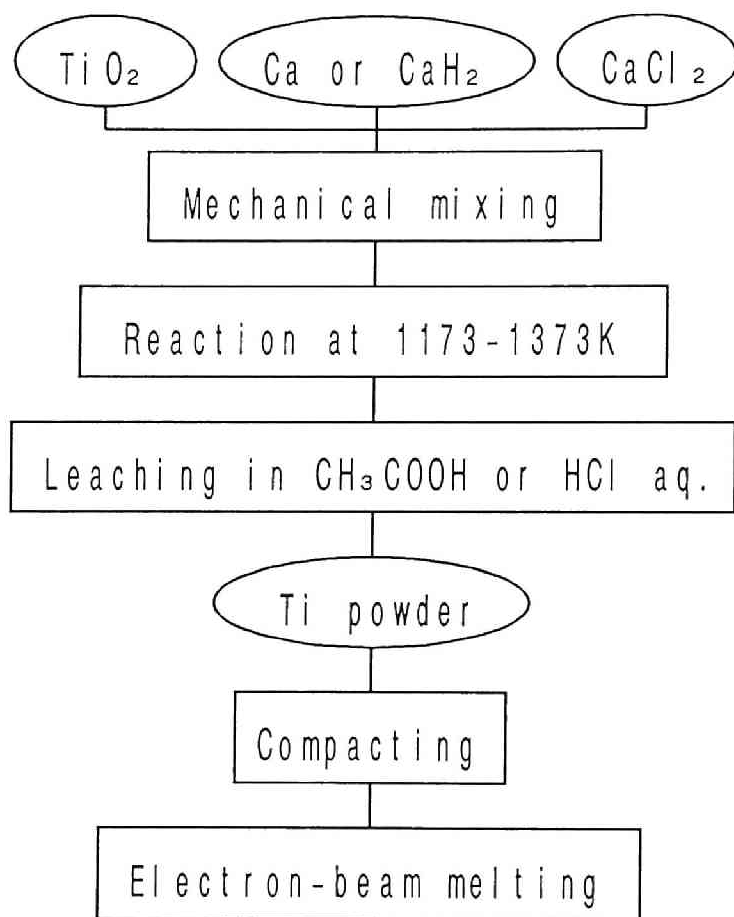 TiO₂
Ca or CaH₂
CaCl₂
Mechanical mixing
Reaction at 1173-1373K
Leaching in CH₃COOH or HCl aq.
Ti powder
Compacting
Electron-beam melting